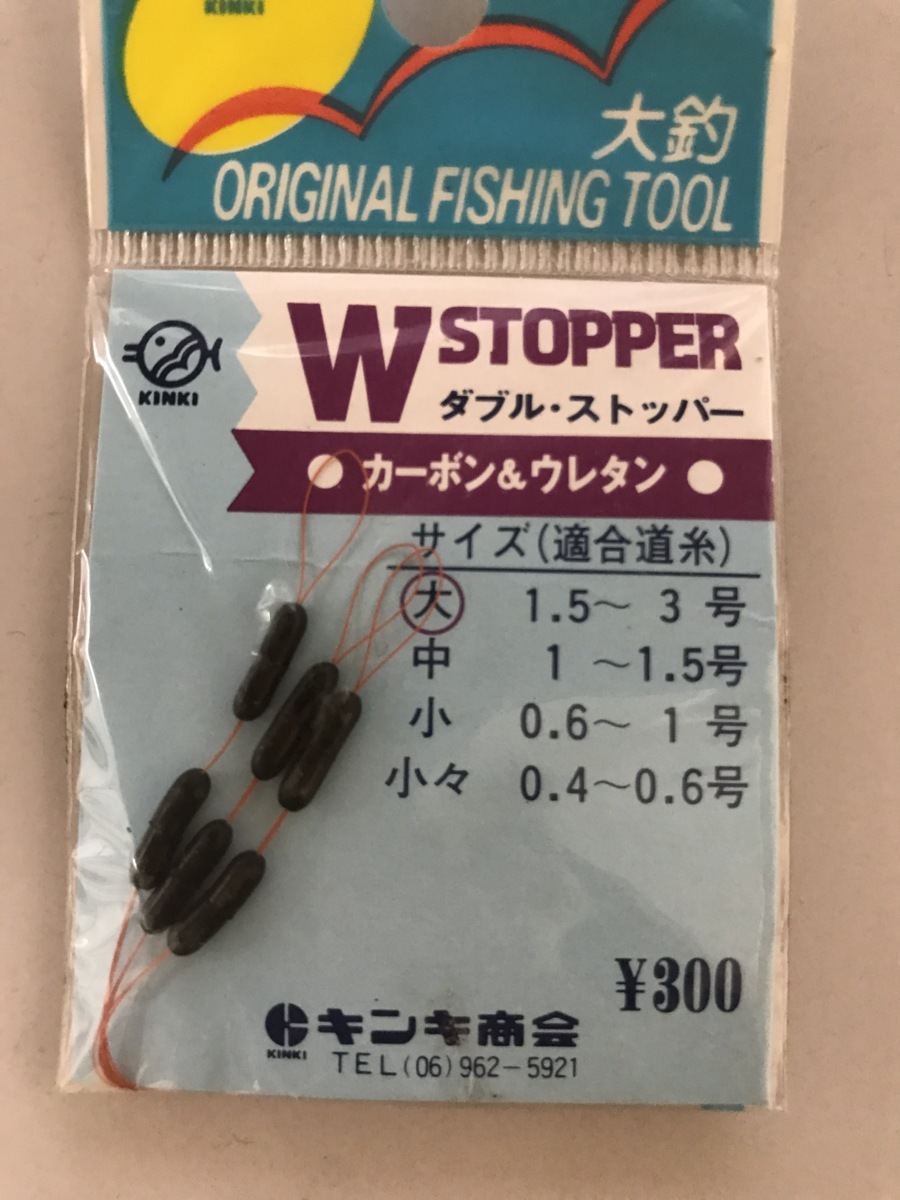 KINKI
大釣
ORIGINAL FISHING TOOL
W STOPPER
KINKI
ダブル・ストッパー
カーボン&ウレタン
サイズ(適合道糸)
大 1.5～ 3 号
中 1 ～1.5号
小 0.6～ 1 号
小々 0.4～0.6号
¥300
キンキ商会
KINKI
TEL(06)962-5921